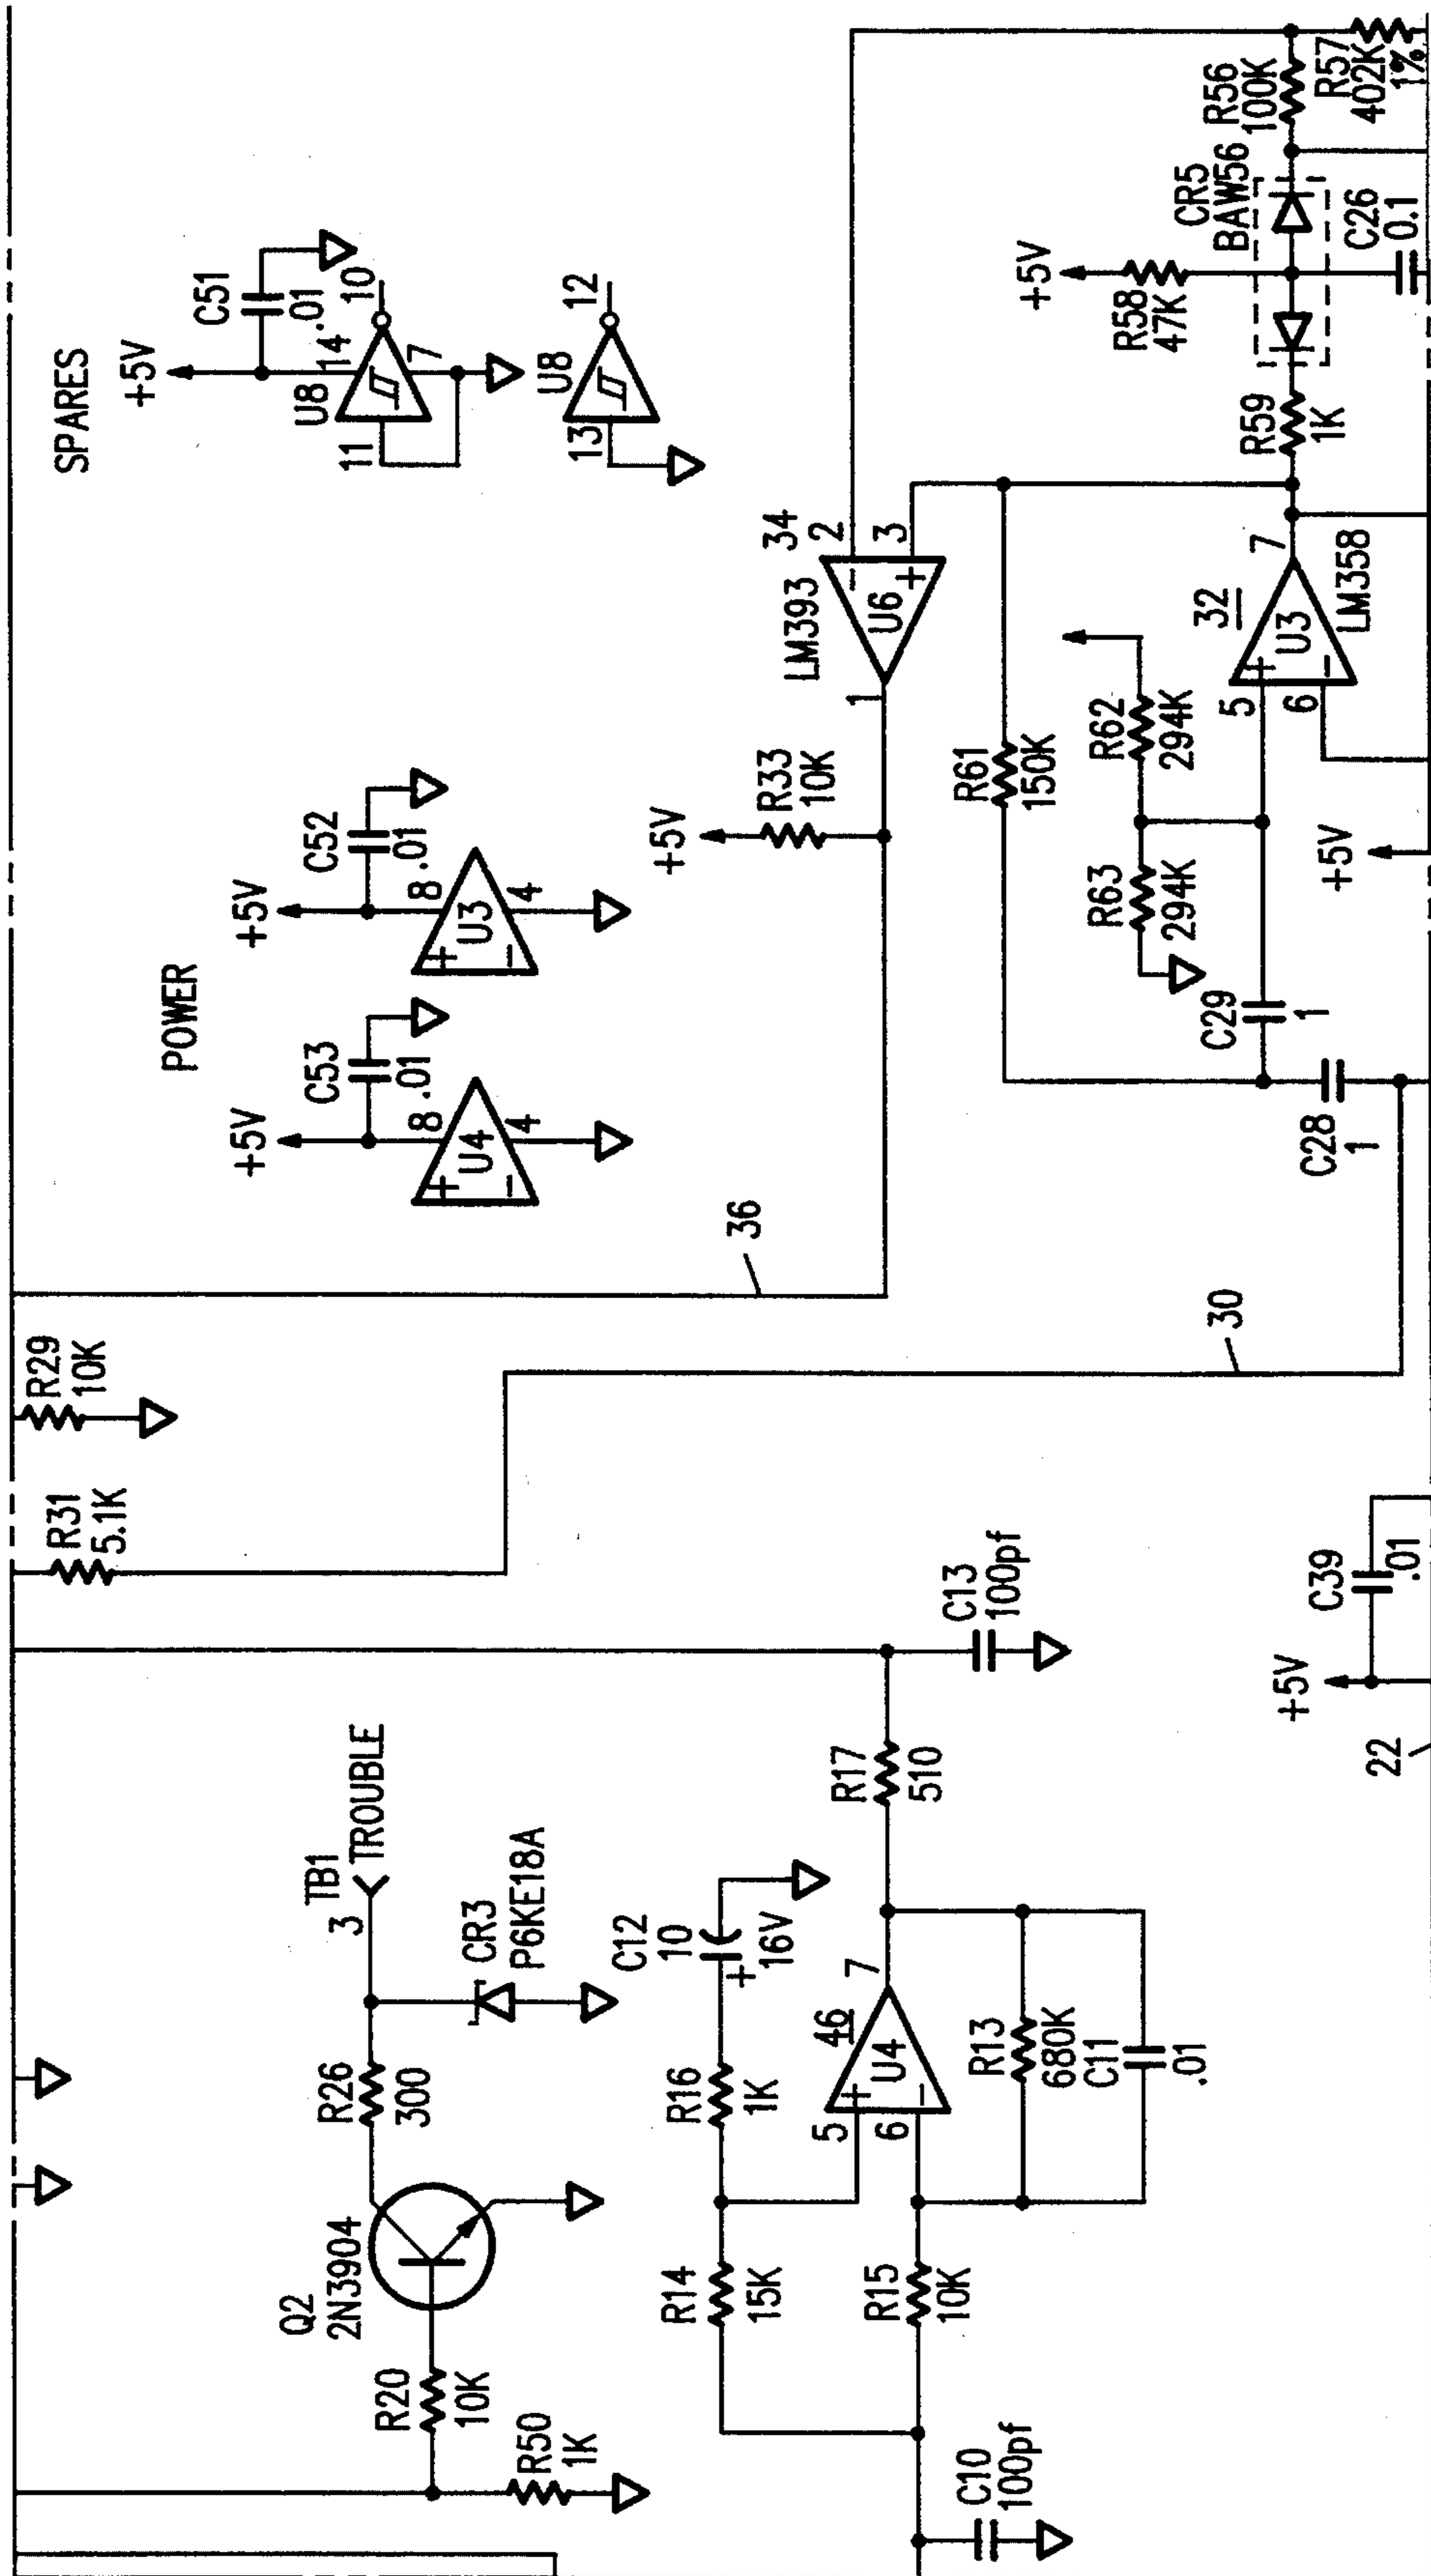 SPARES
+5V
C51
.01
U8
14
11
7
10
U8
13
12
POWER
+5V
C53
.01
8
U4
+
-
4
+5V
C52
.01
8
U3
+
-
4
36
+5V
R33
10K
LM393
34
1
U6
-
+
2
3
R61
150K
R63
294K
R62
294K
C29
1
C28
1
32
U3
+
-
5
6
7
LM358
+5V
+5V
R58
47K
R59
1K
CR5
BAW56
C26
0.1
R56
100K
R57
402K
1%
30
R29
10K
R31
5.1K
TB1
3
TROUBLE
R26
300
CR3
P6KE18A
Q2
2N3904
R20
10K
R50
1K
C12
10
+
16V
R16
1K
R14
15K
R15
10K
46
U4
+
-
5
6
7
R13
680K
C11
.01
R17
510
C13
100pf
C10
100pf
+5V
C39
.01
22